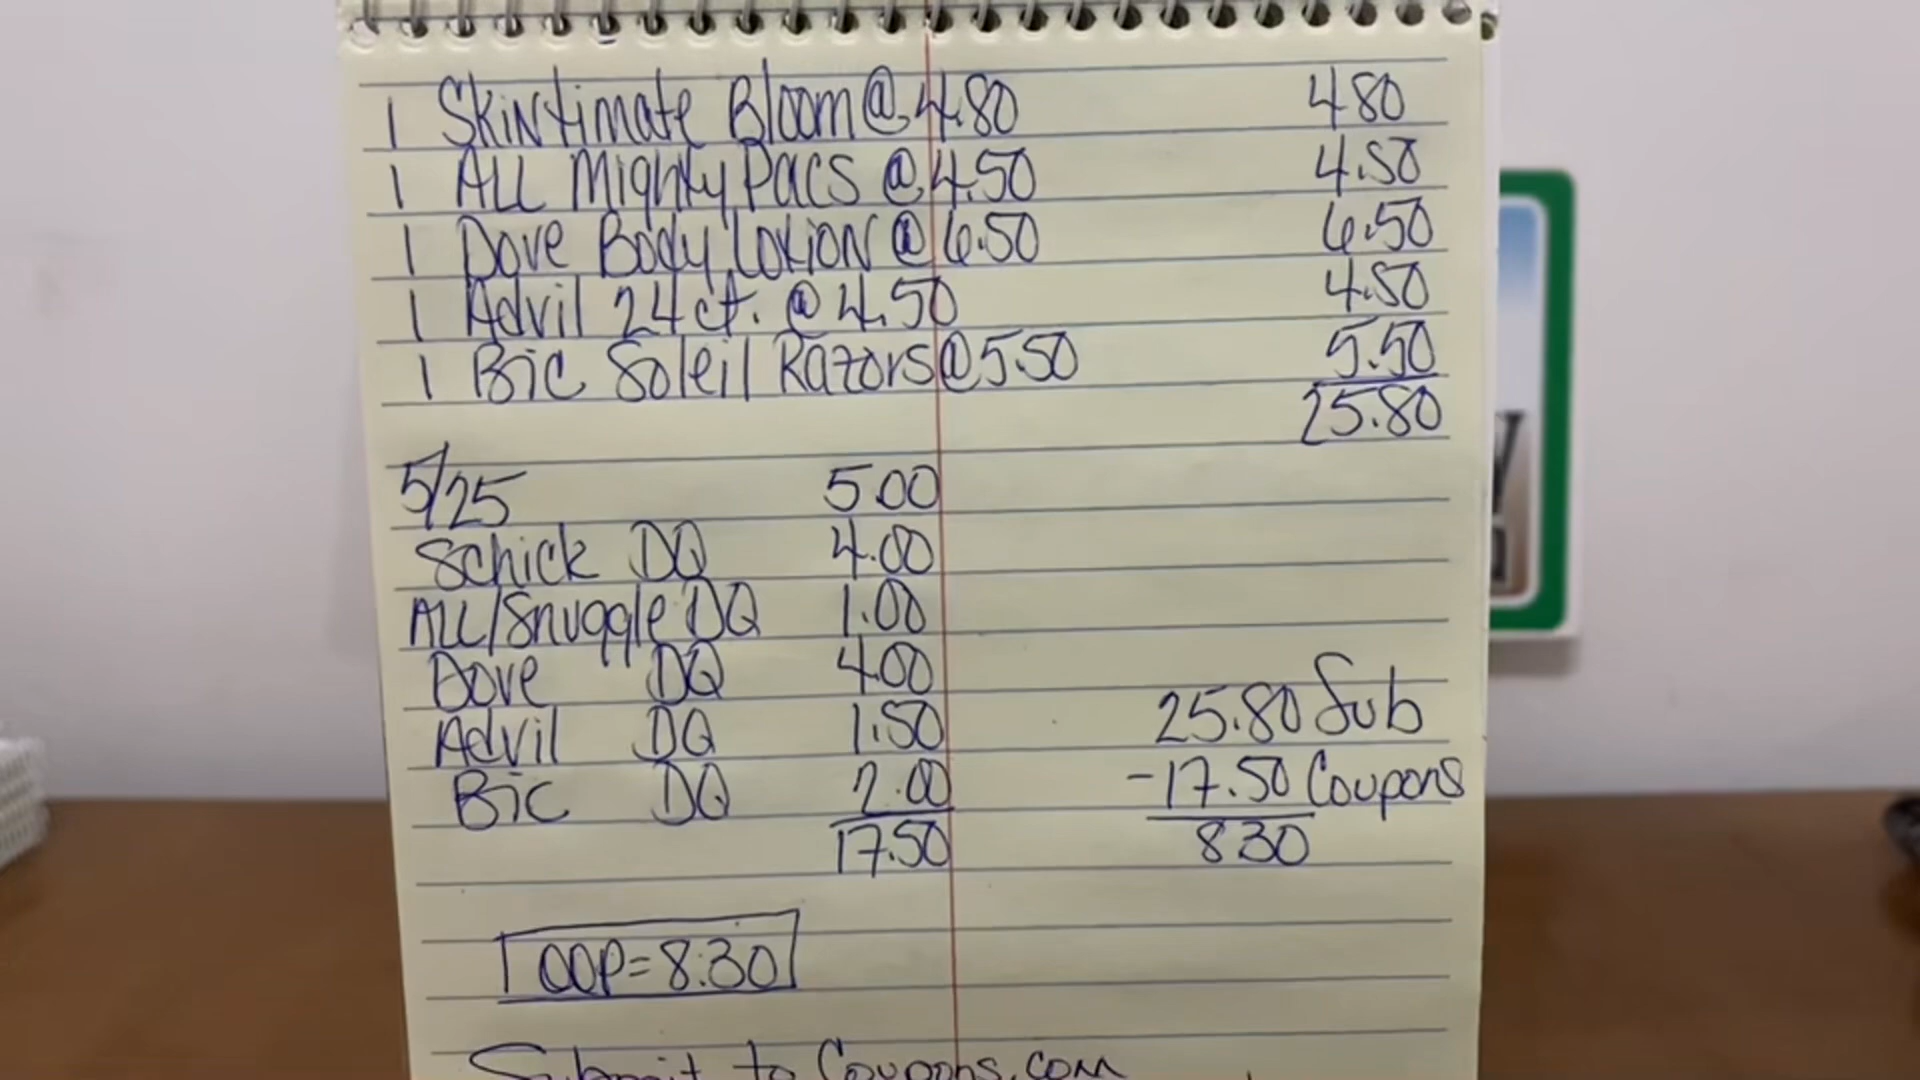 1 Skintimate Bloom @ 4.80 4.80
1 ALL Mighty Pacs @ 4.50 4.50
1 Dove Body Lotion @ 6.50 6.50
1 Advil 24 ct. @ 4.50 4.50
1 Bic Soleil Razors @ 5.50 5.50
25.80
5/25 5.00
Schick DQ 4.00
ALL/Snuggle DQ 1.00
Dove DQ 4.00
Advil DQ 1.50
Bic DQ 2.00
17.50
25.80 Sub
-17.50 Coupons
8.30
OOP=8.30
Submit to Coupons.com